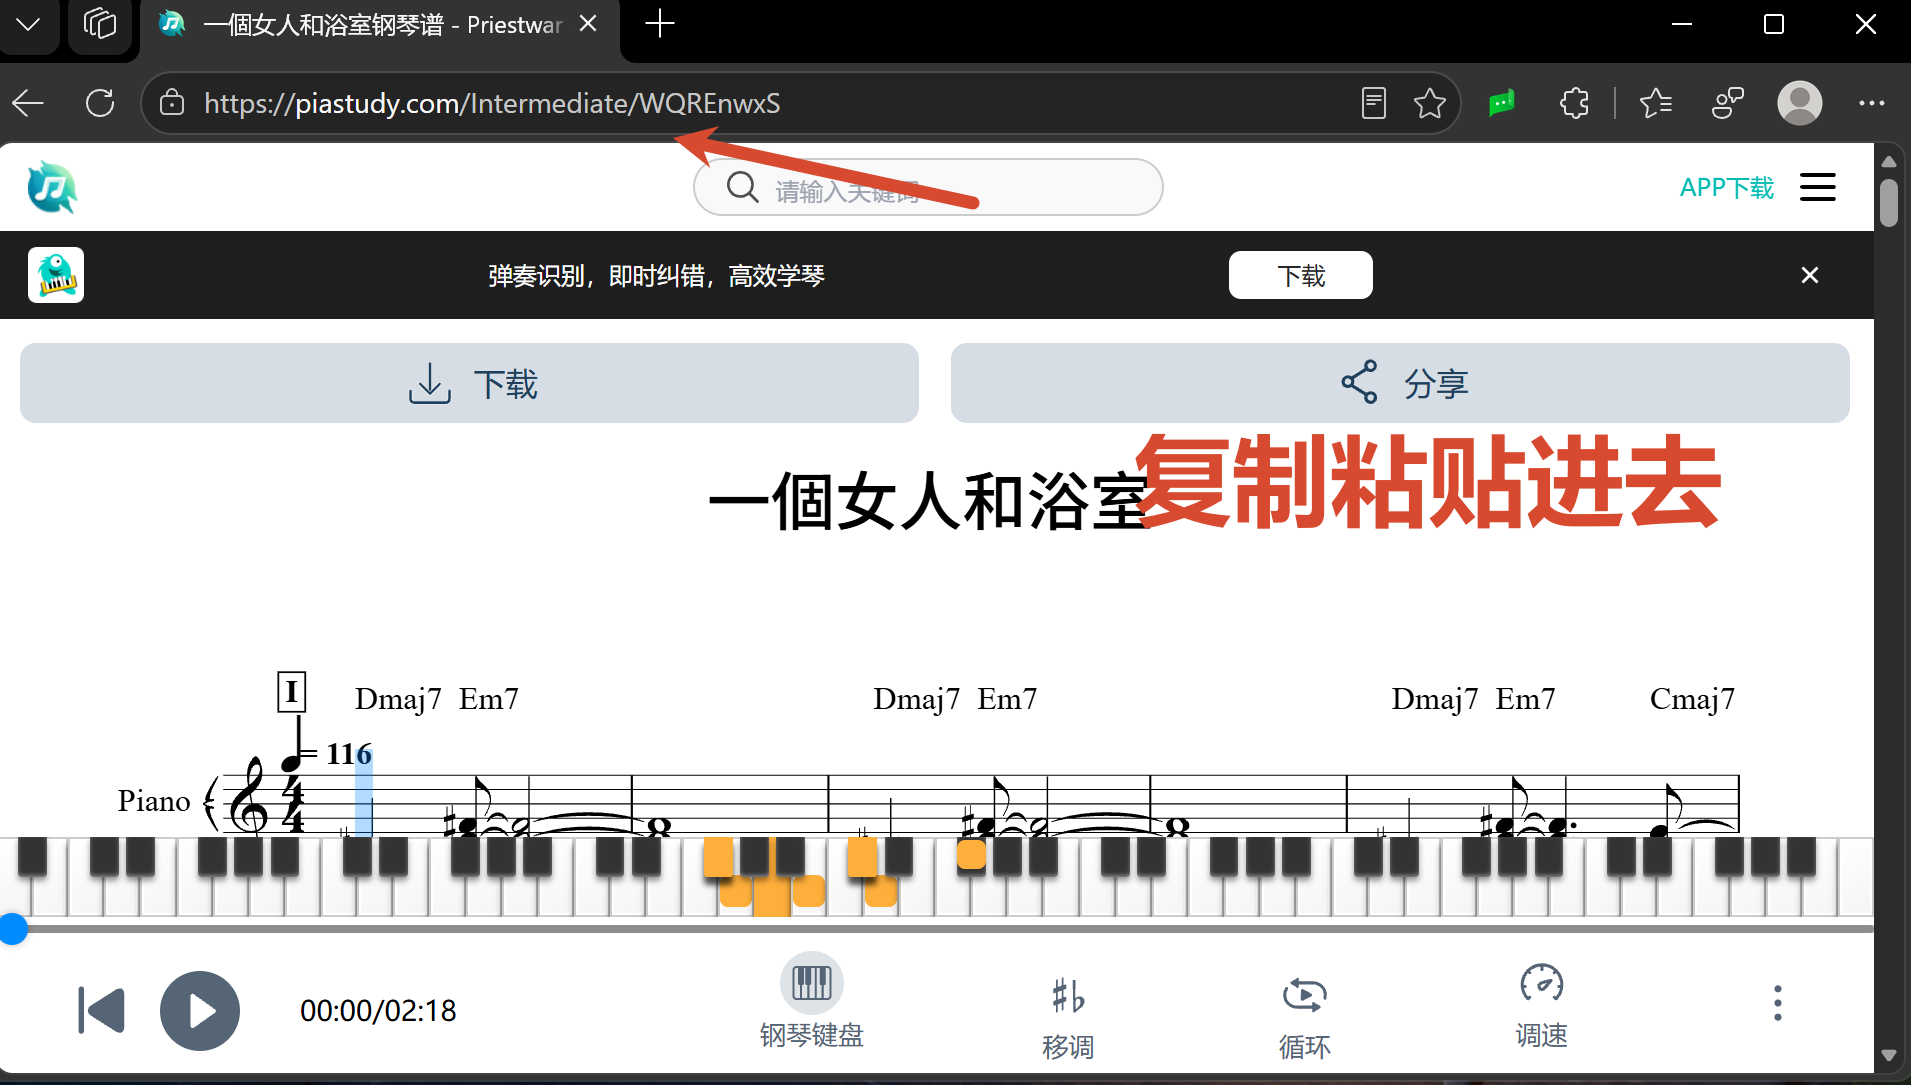 一個女人和浴室钢琴谱 - Priestwar
https://piastudy.com/Intermediate/WQREnwxS
请输入关键词
APP下载
弹奏识别，即时纠错，高效学琴
下载
下载
分享
一個女人和浴室
复制粘贴进去
I
Dmaj7 Em7 Dmaj7 Em7 Dmaj7 Em7 Cmaj7
= 116
Piano
4
4
00:00/02:18
钢琴键盘
移调
循环
调速